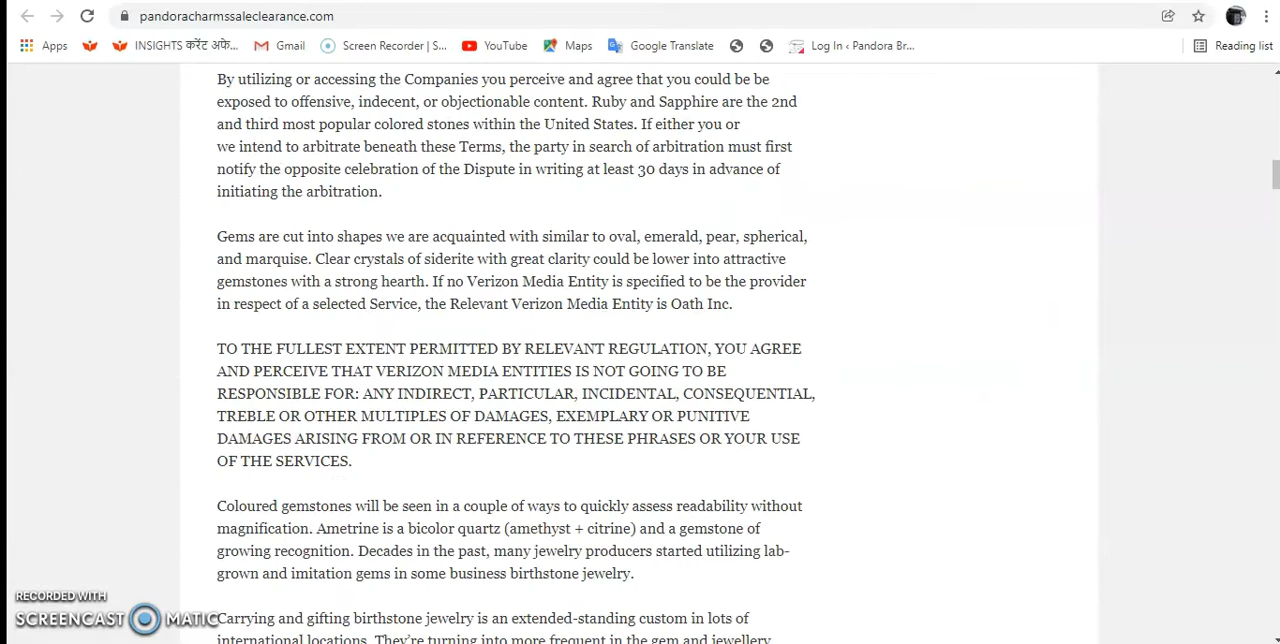 pandoracharmssaleclearance.com
Apps
INSIGHTS करेंट अफे...
Gmail
Screen Recorder | S...
YouTube
Maps
Google Translate
Log In ‹ Pandora Br...
Reading list
By utilizing or accessing the Companies you perceive and agree that you could be be
exposed to offensive, indecent, or objectionable content. Ruby and Sapphire are the 2nd
and third most popular colored stones within the United States. If either you or
we intend to arbitrate beneath these Terms, the party in search of arbitration must first
notify the opposite celebration of the Dispute in writing at least 30 days in advance of
initiating the arbitration.
Gems are cut into shapes we are acquainted with similar to oval, emerald, pear, spherical,
and marquise. Clear crystals of siderite with great clarity could be lower into attractive
gemstones with a strong hearth. If no Verizon Media Entity is specified to be the provider
in respect of a selected Service, the Relevant Verizon Media Entity is Oath Inc.
TO THE FULLEST EXTENT PERMITTED BY RELEVANT REGULATION, YOU AGREE
AND PERCEIVE THAT VERIZON MEDIA ENTITIES IS NOT GOING TO BE
RESPONSIBLE FOR: ANY INDIRECT, PARTICULAR, INCIDENTAL, CONSEQUENTIAL,
TREBLE OR OTHER MULTIPLES OF DAMAGES, EXEMPLARY OR PUNITIVE
DAMAGES ARISING FROM OR IN REFERENCE TO THESE PHRASES OR YOUR USE
OF THE SERVICES.
Coloured gemstones will be seen in a couple of ways to quickly assess readability without
magnification. Ametrine is a bicolor quartz (amethyst + citrine) and a gemstone of
growing recognition. Decades in the past, many jewelry producers started utilizing lab-
grown and imitation gems in some business birthstone jewelry.
RECORDED WITH
SCREENCAST MATIC
Carrying and gifting birthstone jewelry is an extended-standing custom in lots of
international locations. They're turning into more frequent in the gem and jewellery